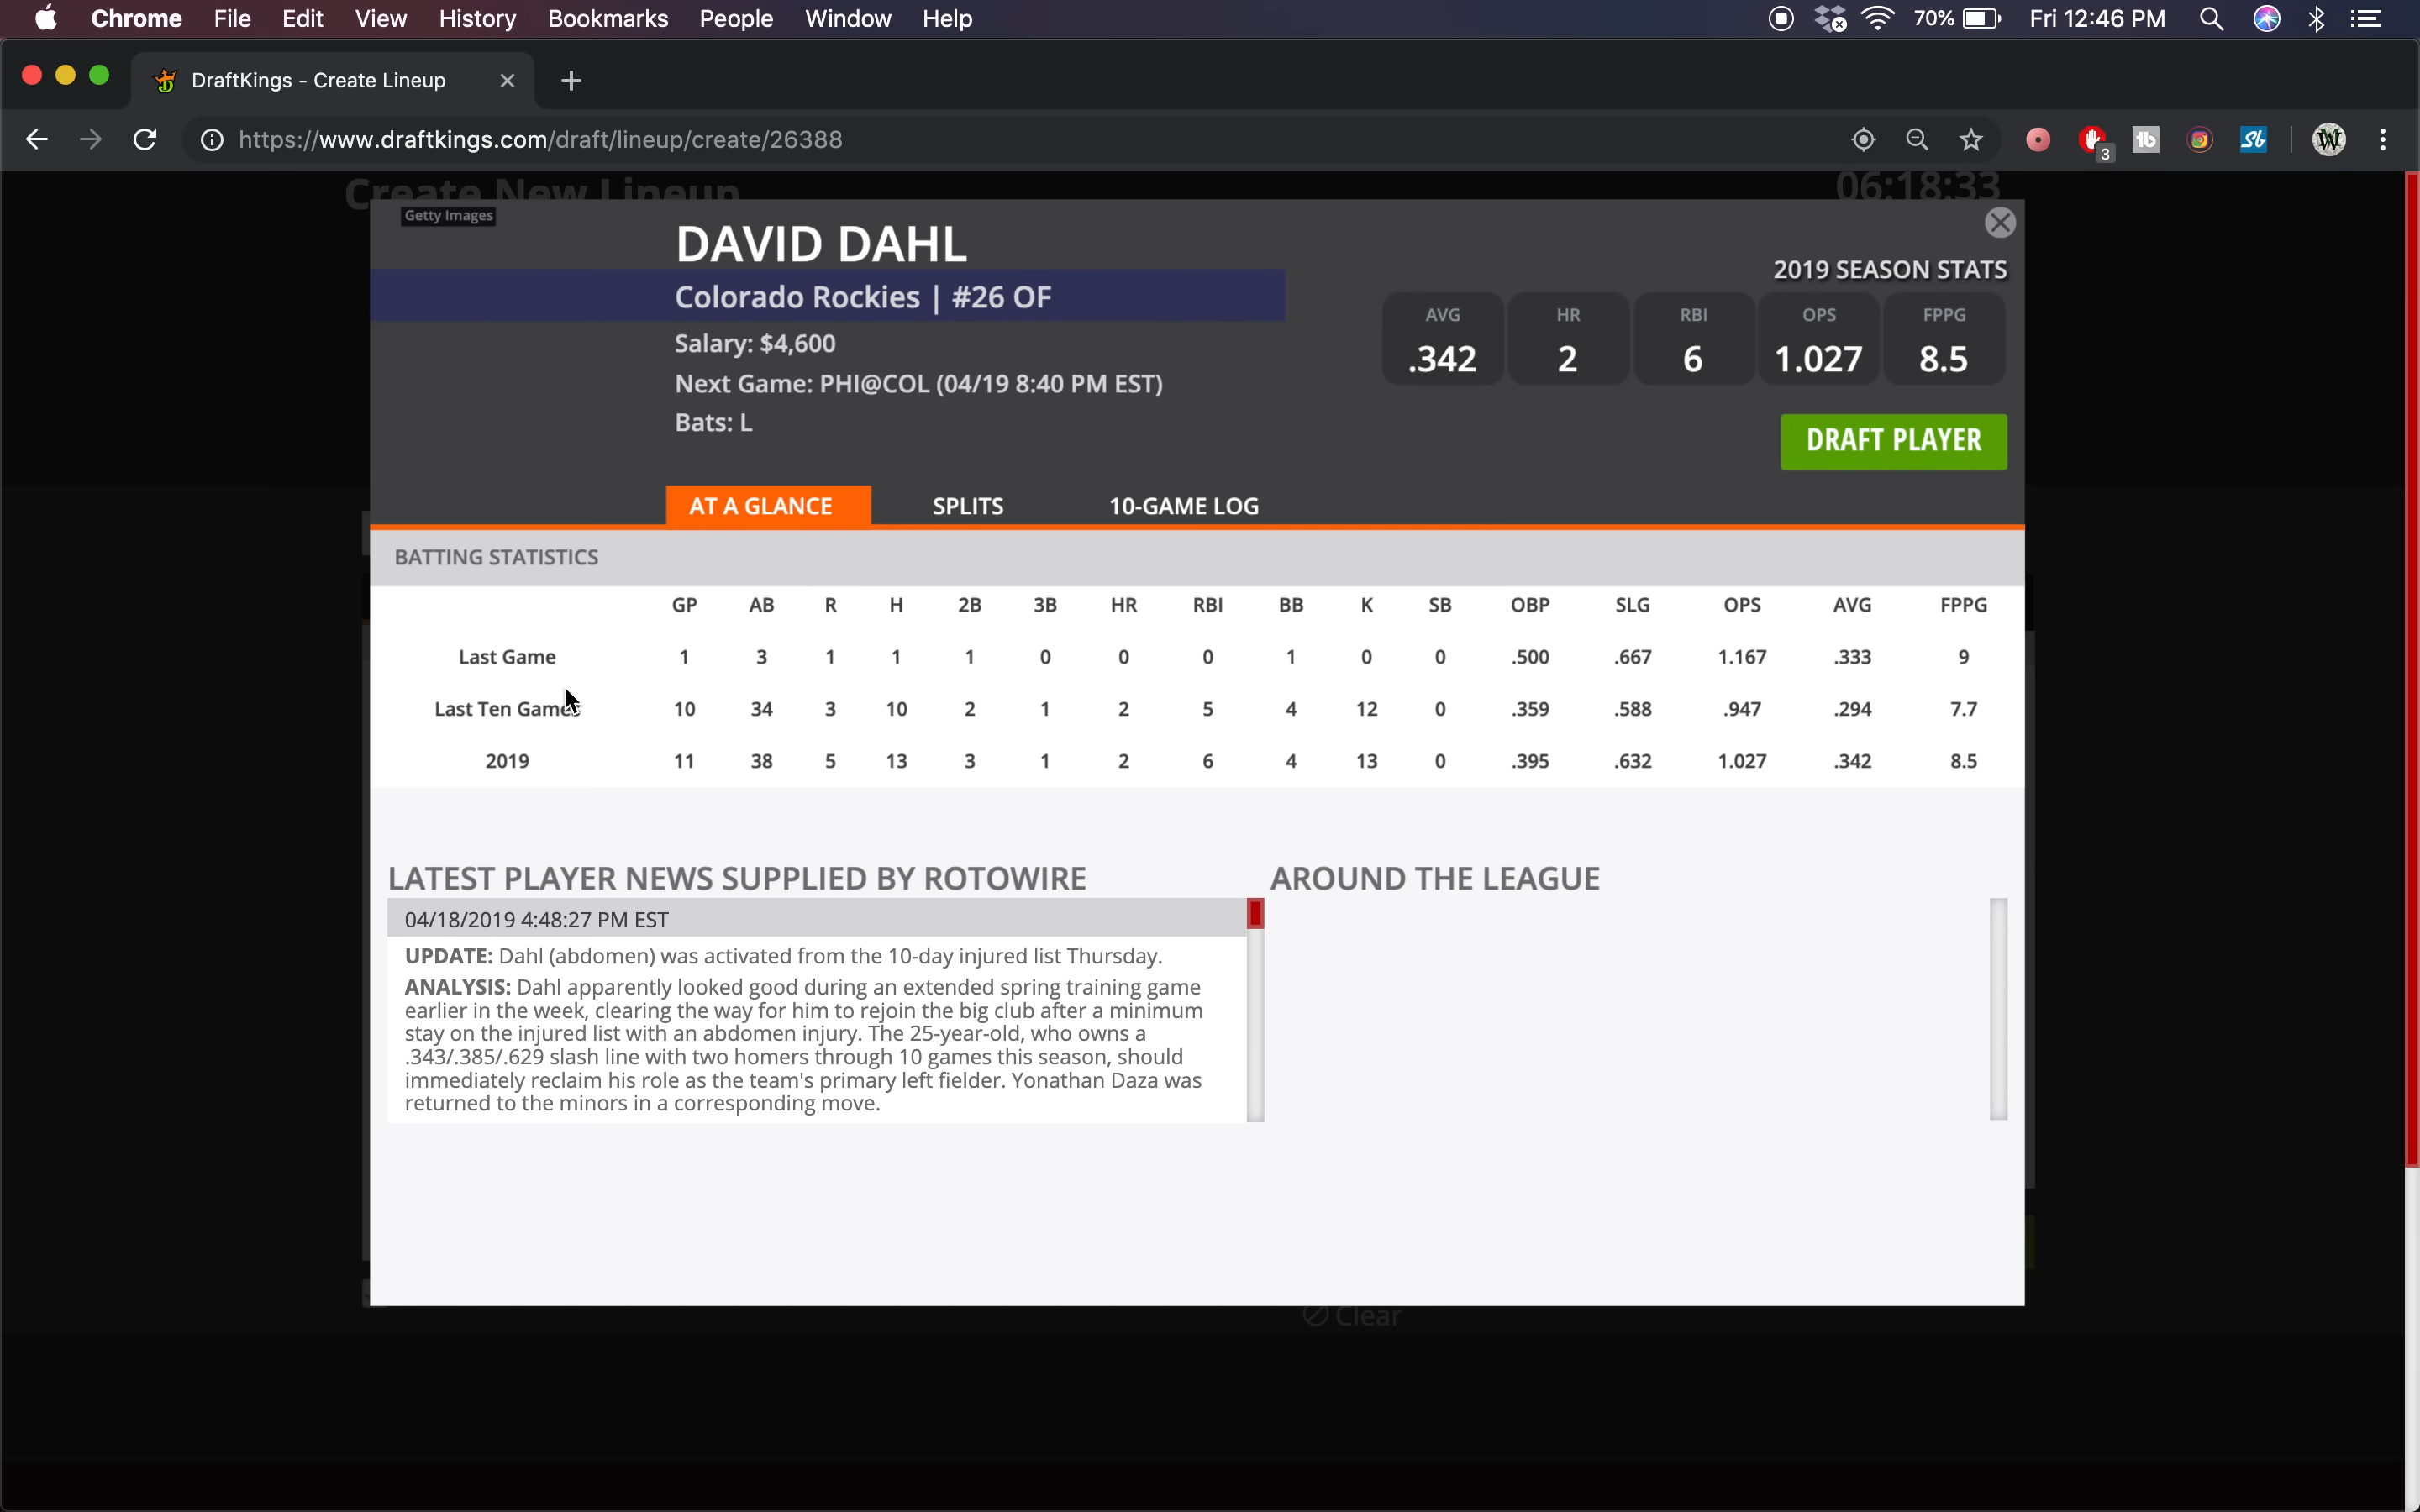 Chrome File Edit View History Bookmarks People Window Help 70% Fri 12:46 PM
DraftKings - Create Lineup
https://www.draftkings.com/draft/lineup/create/26388
3
Create New Lineup 06:18:33
Getty Images
DAVID DAHL
Colorado Rockies | #26 OF
Salary: $4,600
Next Game: PHI@COL (04/19 8:40 PM EST)
Bats: L
2019 SEASON STATS
AVG HR RBI OPS FPPG
.342 2 6 1.027 8.5
DRAFT PLAYER
AT A GLANCE SPLITS 10-GAME LOG
BATTING STATISTICS
GP AB R H 2B 3B HR RBI BB K SB OBP SLG OPS AVG FPPG
Last Game 1 3 1 1 1 0 0 0 1 0 0 .500 .667 1.167 .333 9
Last Ten Games 10 34 3 10 2 1 2 5 4 12 0 .359 .588 .947 .294 7.7
2019 11 38 5 13 3 1 2 6 4 13 0 .395 .632 1.027 .342 8.5
LATEST PLAYER NEWS SUPPLIED BY ROTOWIRE
04/18/2019 4:48:27 PM EST
UPDATE: Dahl (abdomen) was activated from the 10-day injured list Thursday.
ANALYSIS: Dahl apparently looked good during an extended spring training game
earlier in the week, clearing the way for him to rejoin the big club after a minimum
stay on the injured list with an abdomen injury. The 25-year-old, who owns a
.343/.385/.629 slash line with two homers through 10 games this season, should
immediately reclaim his role as the team's primary left fielder. Yonathan Daza was
returned to the minors in a corresponding move.
AROUND THE LEAGUE
Clear